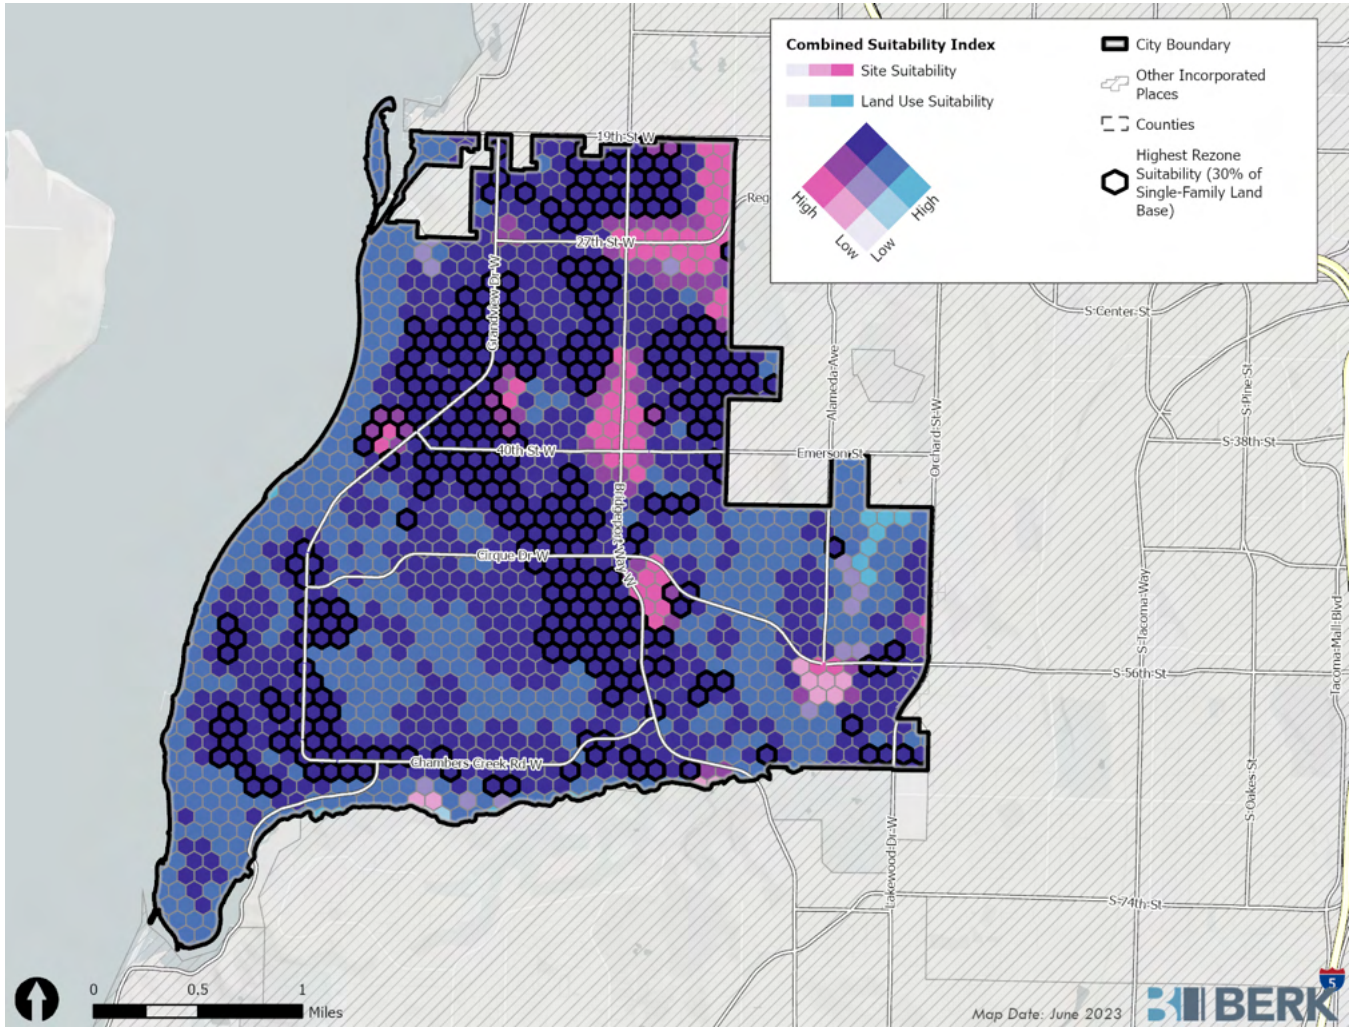 Combined Suitability Index
Site Suitability
Land Use Suitability
High
Low
Low
High
City Boundary
Other Incorporated
Places
Counties
Highest Rezone
Suitability (30% of
Single-Family Land
Base)
19th St W
Reg
27th St W
Grandview Dr W
S Center St
Alameda Ave
Orchard St W
S Pine St
40th St W
Emerson St
S 38th St
Bridgeport Way W
Cirque Dr W
S Tacoma Way
Tacoma Mall Blvd
S 56th St
Chambers Creek Rd W
S Oakes St
Lakewood Dr W
S 74th St
0 0.5 1
Miles
5
Map Date: June 2023
BERK